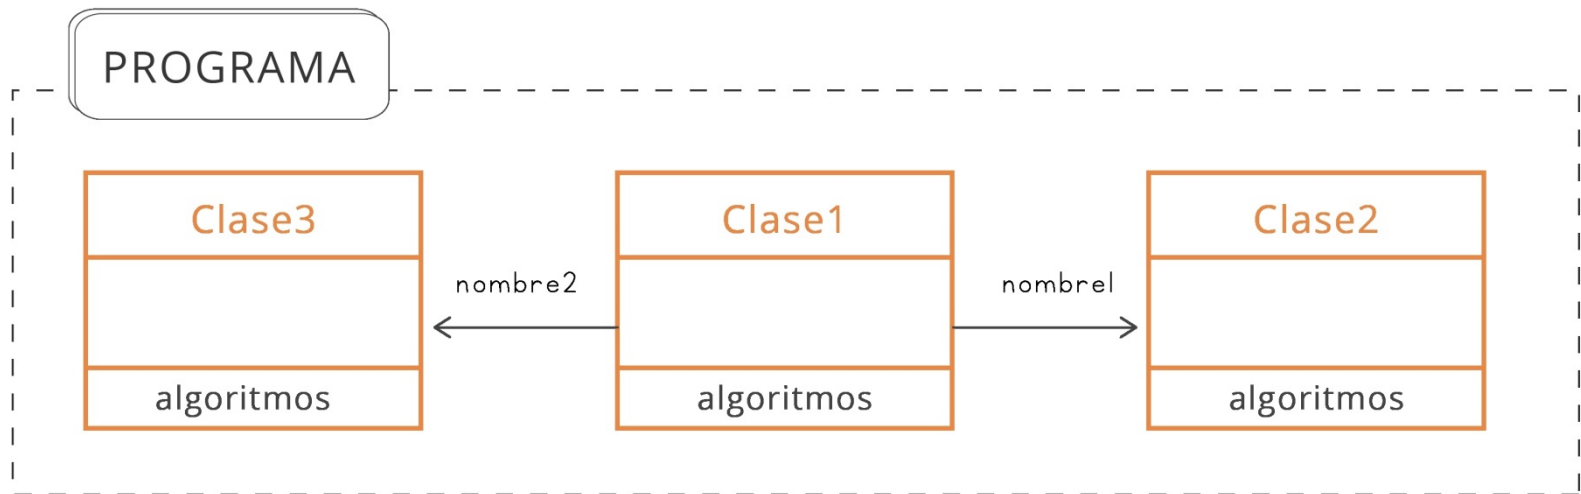 PROGRAMA
Clase3
Clase1
Clase2
nombre2
nombre1
algoritmos
algoritmos
algoritmos